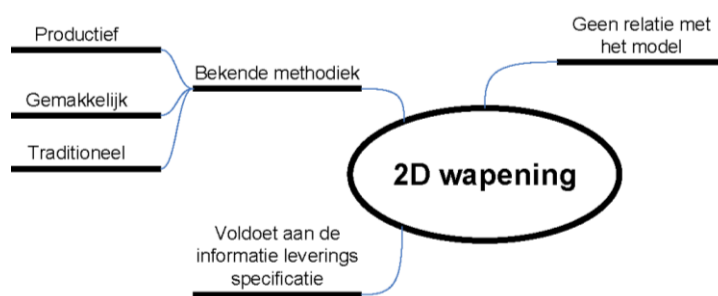 Productief
Gemakkelijk
Traditioneel
Bekende methodiek
Voldoet aan de
informatie leverings
specificatie
2D wapening
Geen relatie met
het model